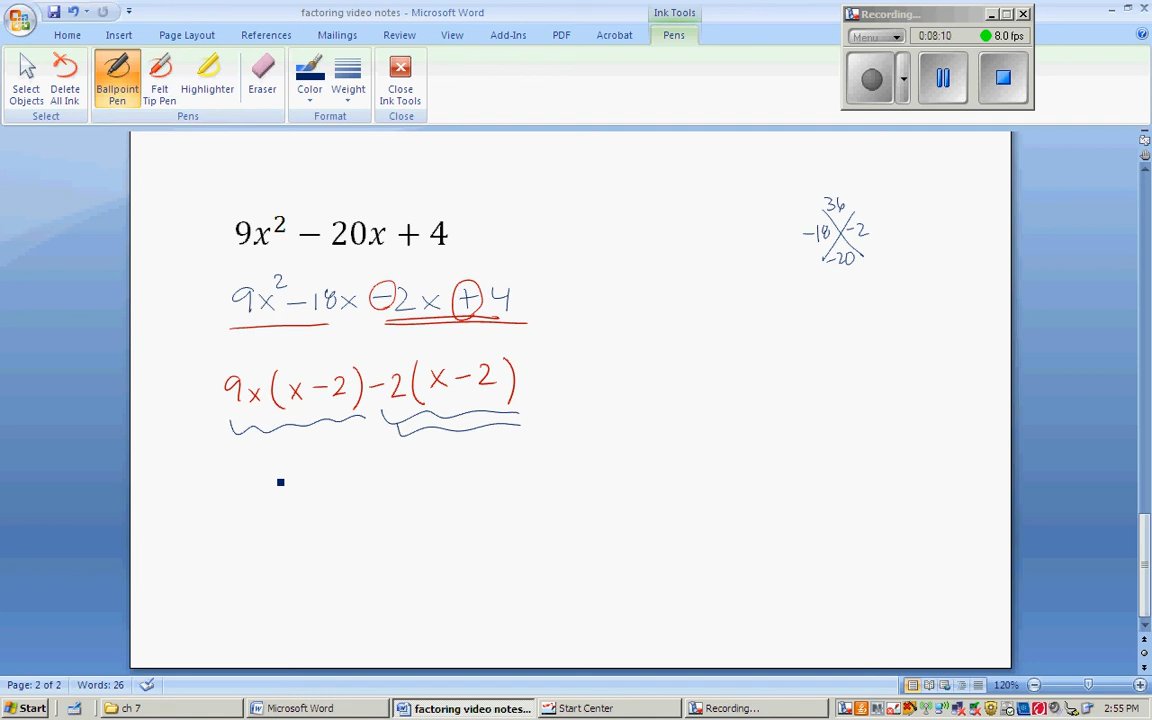 factoring video notes - Microsoft Word
Ink Tools
Recording...
Home Insert Page Layout References Mailings Review View Add-Ins PDF Acrobat Pens
Menu 0:08:10 8.0 fps
Select Objects
Delete All Ink
Ballpoint Pen
Felt Tip Pen
Highlighter
Eraser
Color
Weight
Close Ink Tools
Select Pens Format Close
36
-18 -2
-20
9x² − 20x + 4
9x² - 18x - 2x + 4
9x(x-2)-2(x-2)
Page: 2 of 2 Words: 26 120%
Start ch 7 Microsoft Word factoring video notes... Start Center Recording... 2:55 PM